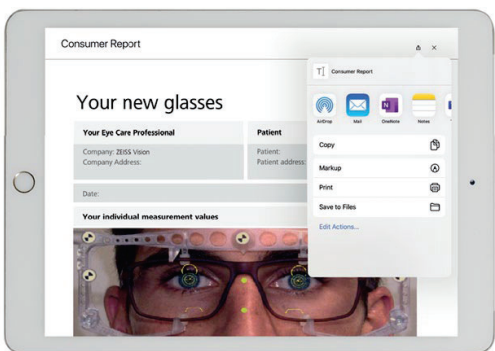 Consumer Report
Consumer Report
AirDrop
Mail
OneNote
Notes
Copy
Markup
Print
Save to Files
Edit Actions...
Your new glasses
Your Eye Care Professional
Patient
Company: ZEISS Vision
Patient:
Company Address:
Patient address:
Date:
Your individual measurement values